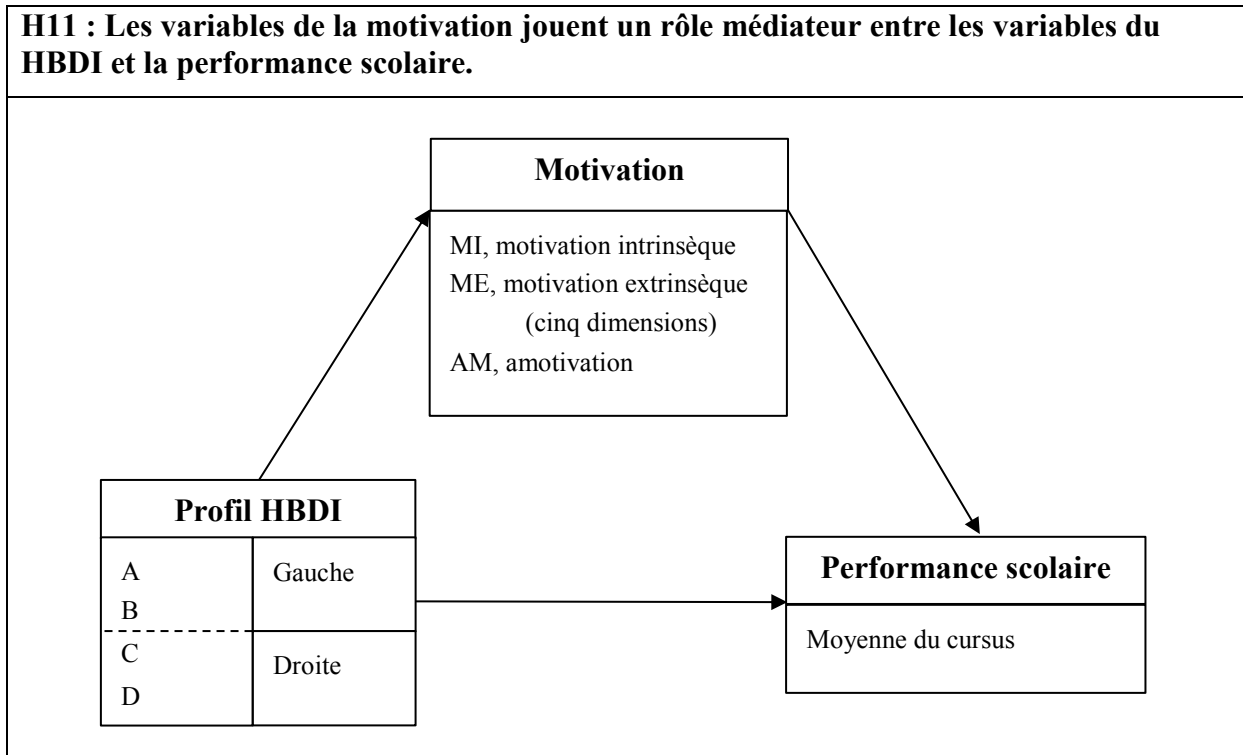 H11 : Les variables de la motivation jouent un rôle médiateur entre les variables du
HBDI et la performance scolaire.
Motivation
MI, motivation intrinsèque
ME, motivation extrinsèque
(cinq dimensions)
AM, amotivation
Profil HBDI
A
B
Gauche
C
D
Droite
Performance scolaire
Moyenne du cursus